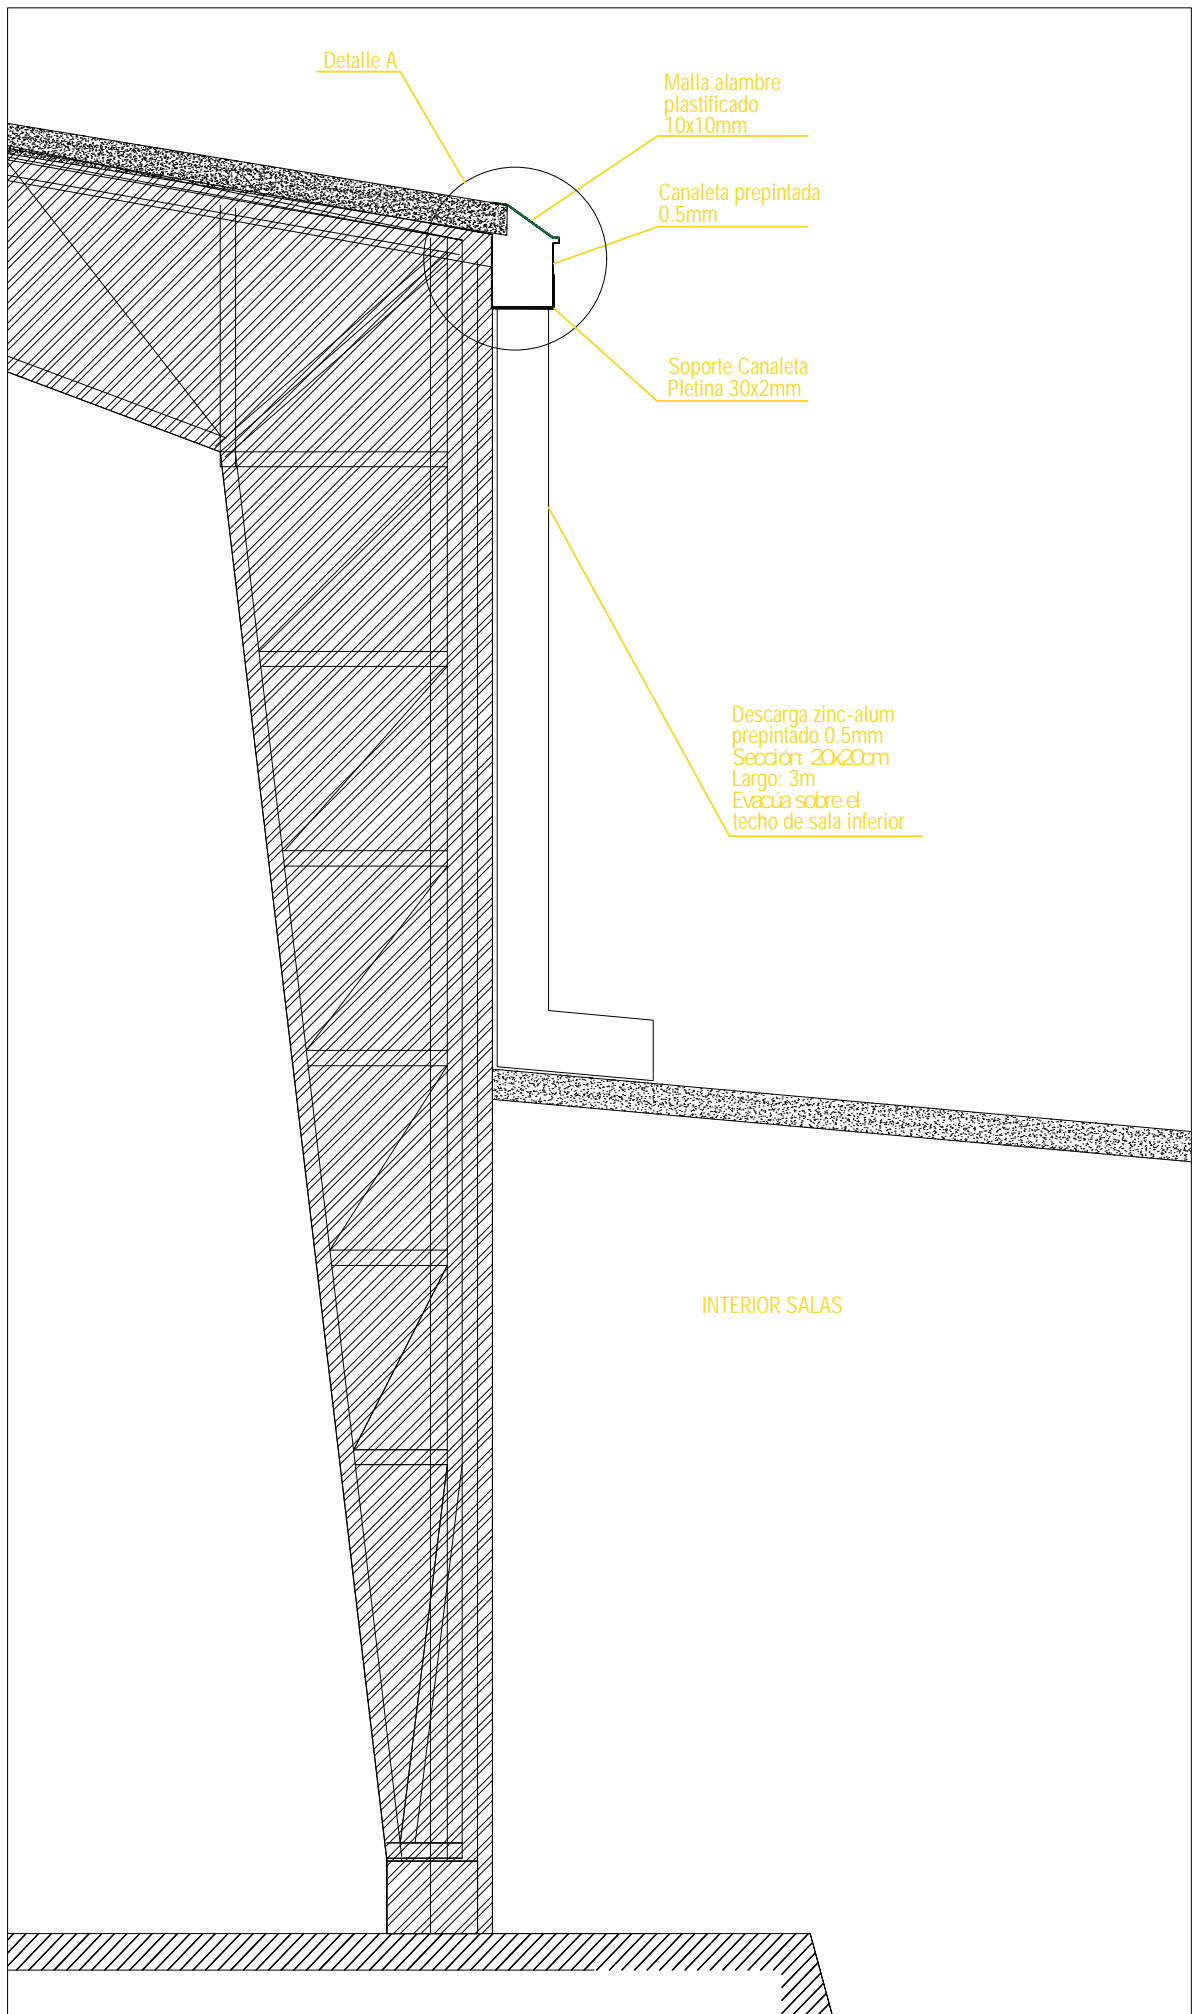 Detalle A
Malla alambre
plastificado
10x10mm
Canaleta prepintada
0.5mm
Soporte Canaleta
Pletina 30x2mm
Descarga zinc-alum
prepintado 0.5mm
Sección: 20x20cm
Largo: 3m
Evacúa sobre el
techo de sala inferior
INTERIOR SALAS